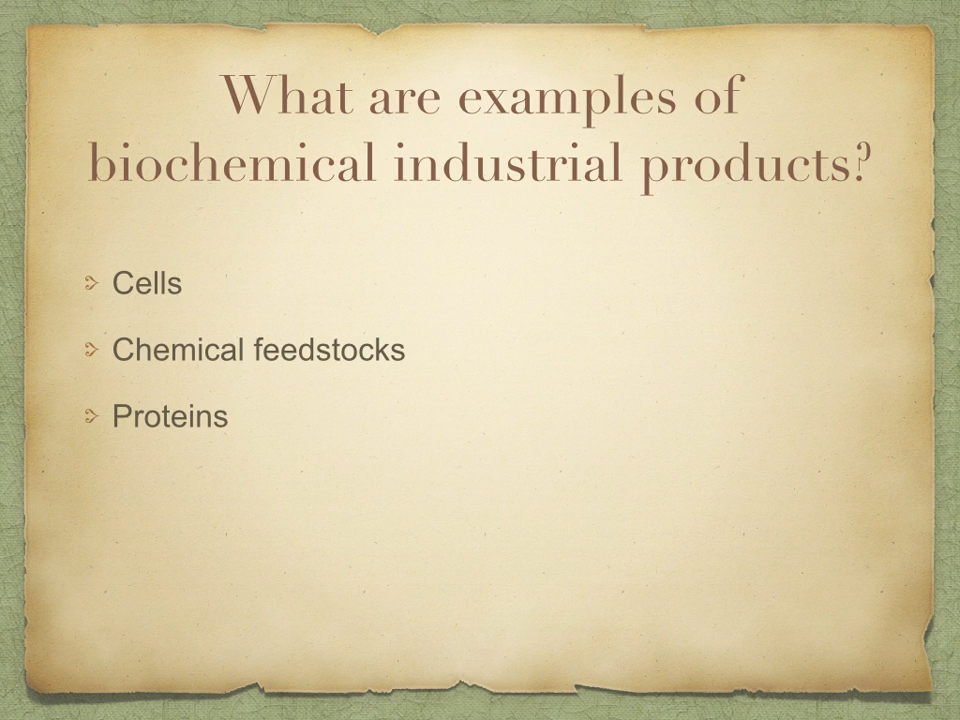 What are examples of
biochemical industrial products?
Cells
Chemical feedstocks
Proteins